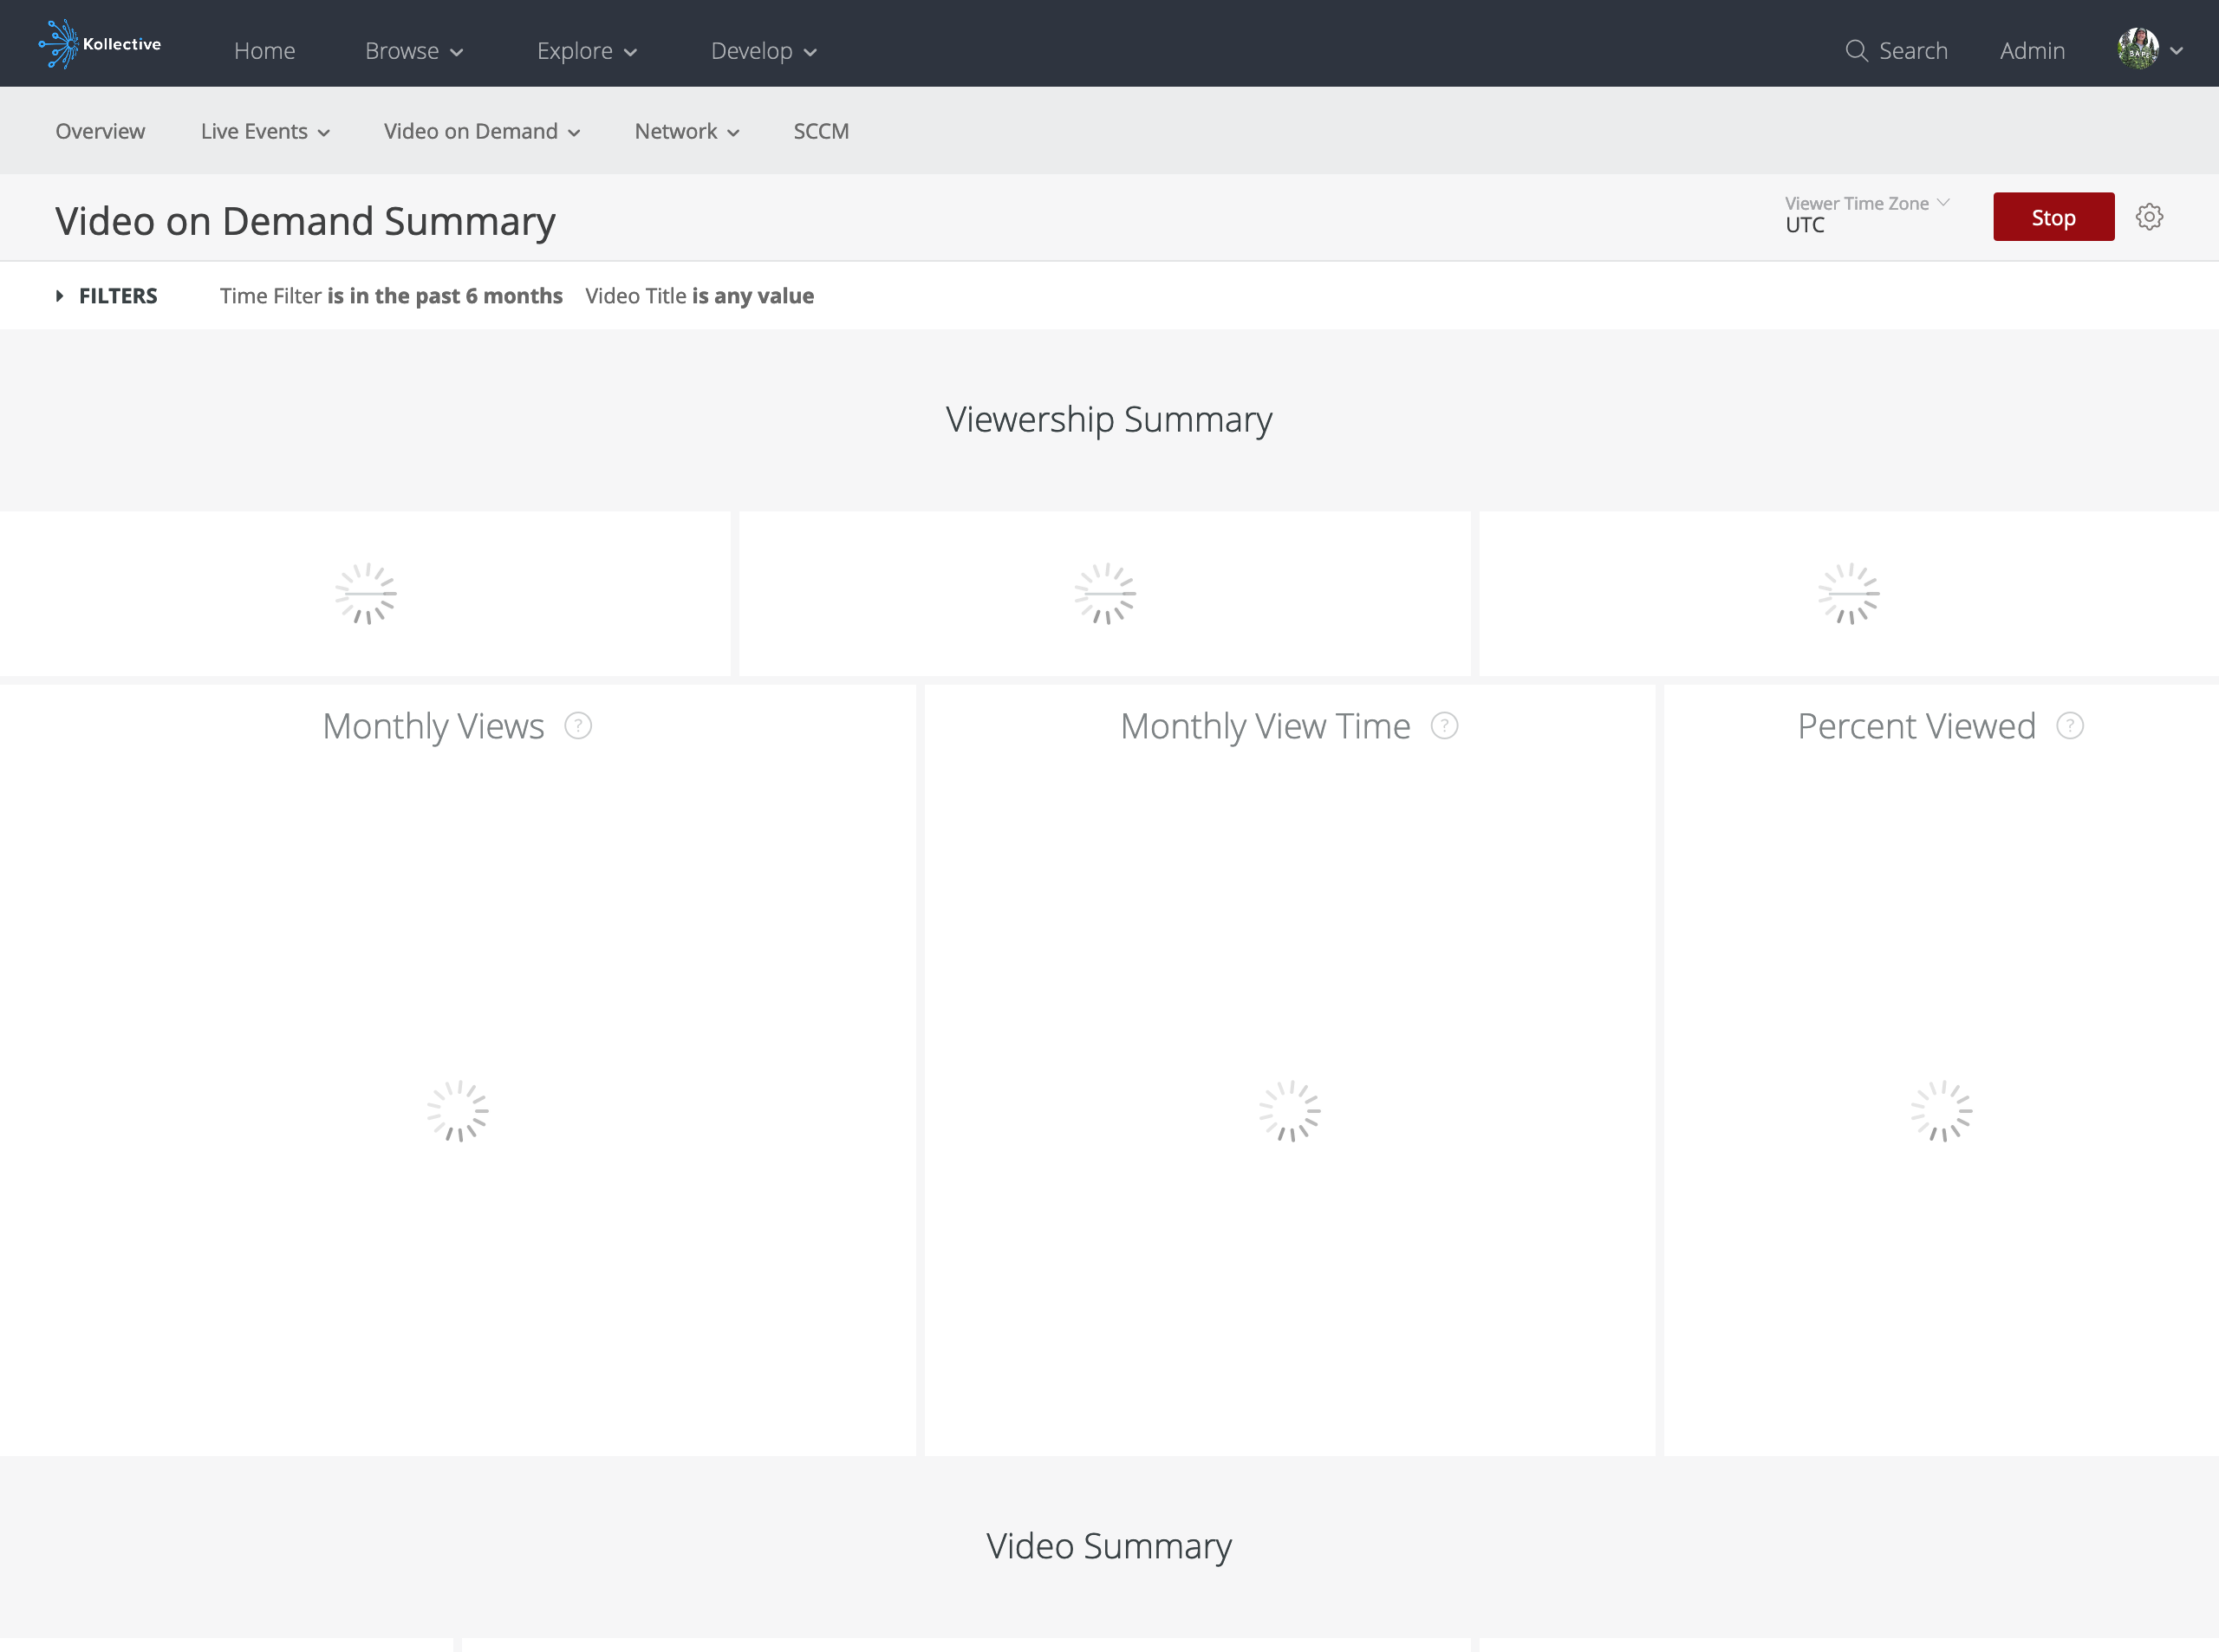 Kollective
Home Browse Explore Develop Search Admin
Overview Live Events Video on Demand Network SCCM
Video on Demand Summary
Viewer Time Zone
UTC
Stop
FILTERS Time Filter is in the past 6 months Video Title is any value
Viewership Summary
Monthly Views ?
Monthly View Time ?
Percent Viewed ?
Video Summary